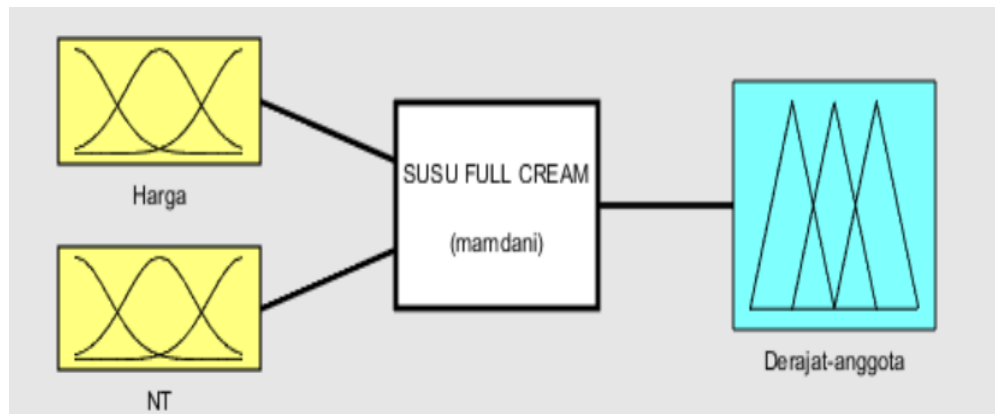 Harga
SUSU FULL CREAM
(mamdani)
NT
Derajat-anggota